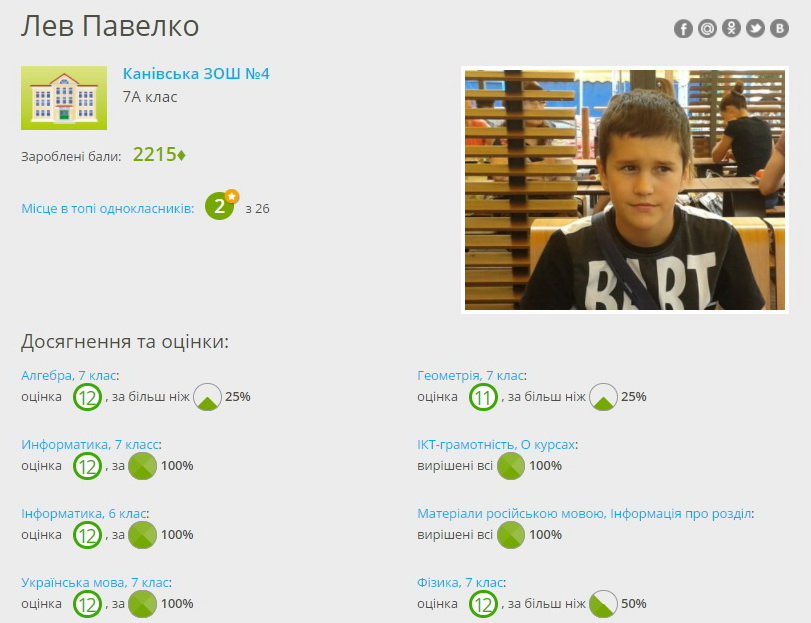 Лев Павелко
Канівська ЗОШ №4
7А клас
Зароблені бали: 2215
Місце в топі однокласників: 2 з 26
BART
Досягнення та оцінки:
Алгебра, 7 клас:
оцінка 12 , за більш ніж 25%
Геометрія, 7 клас:
оцінка 11 , за більш ніж 25%
Информатика, 7 класс:
оцінка 12 , за 100%
ІКТ-грамотність, О курсах:
вирішені всі 100%
Інформатика, 6 клас:
оцінка 12 , за 100%
Матеріали російською мовою, Інформація про розділ:
вирішені всі 100%
Українська мова, 7 клас:
оцінка 12 , за 100%
Фізика, 7 клас:
оцінка 12 , за більш ніж 50%